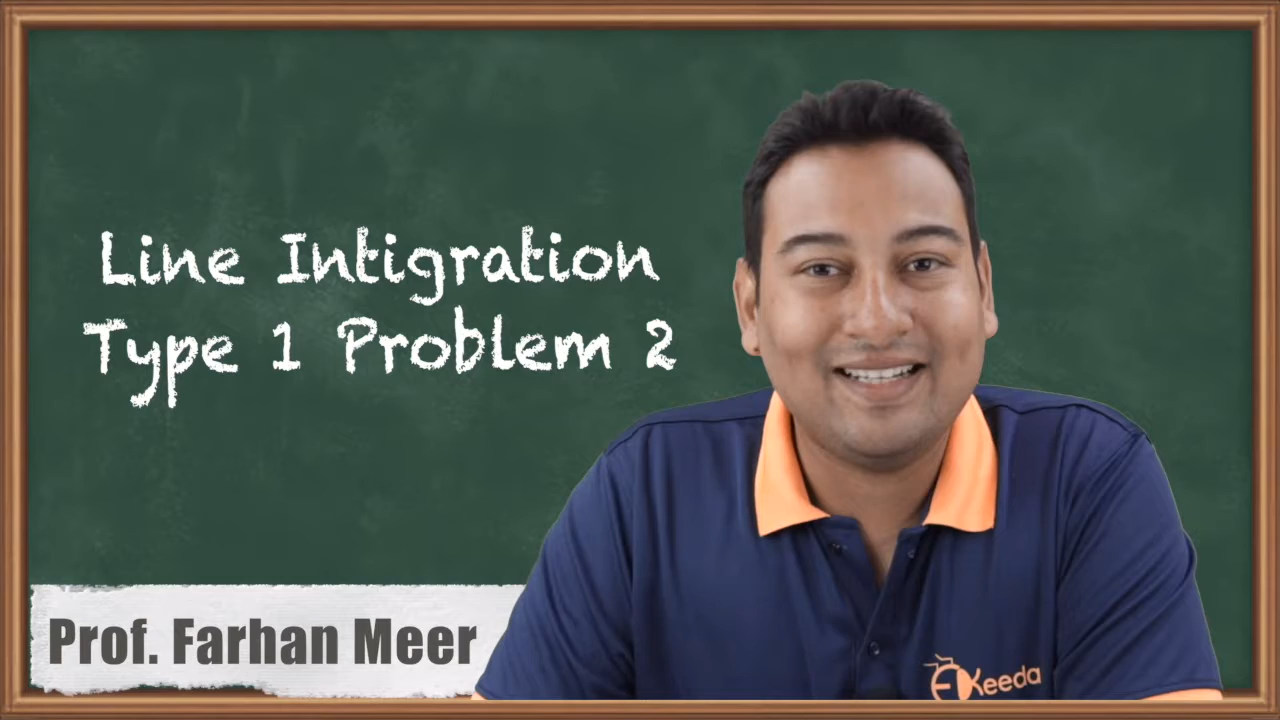 Line Intigration
Type 1 Problem 2
Prof. Farhan Meer
EKeeda